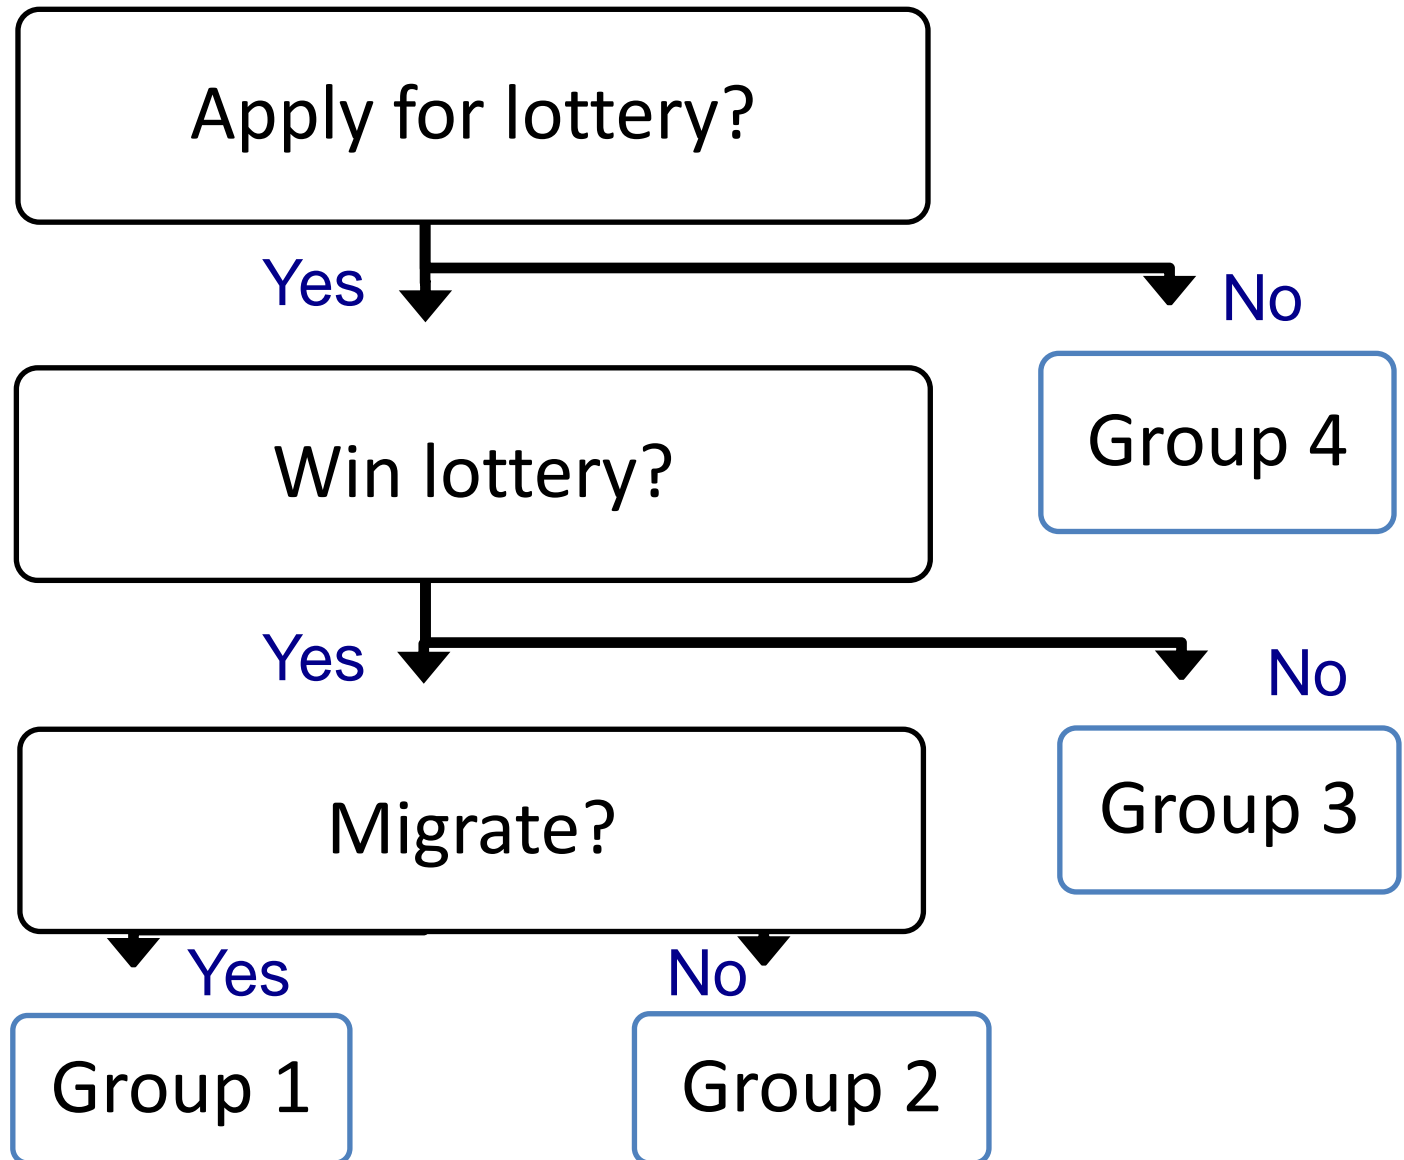 Apply for lottery?
Yes
No
Group 4
Win lottery?
Yes
No
Group 3
Migrate?
Yes
No
Group 1
Group 2